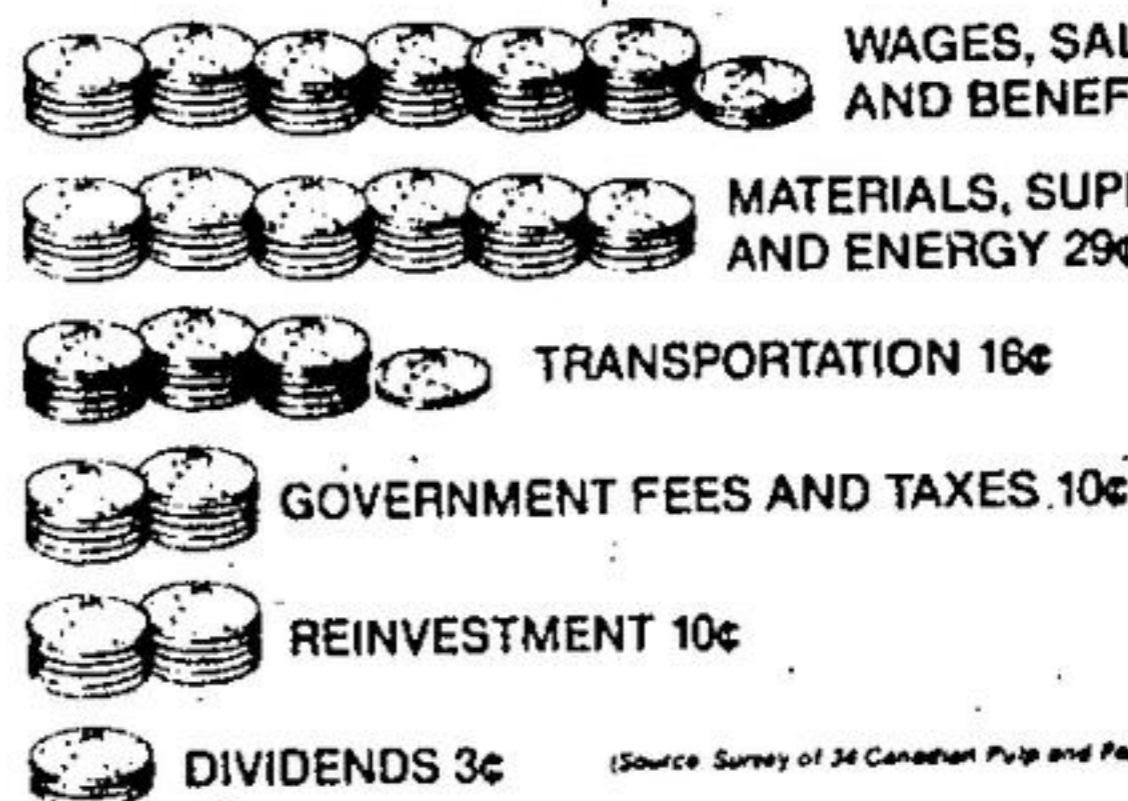 WAGES, SAL
AND BENEF
MATERIALS, SUP
AND ENERGY 29¢
TRANSPORTATION 16¢
GOVERNMENT FEES AND TAXES 10¢
REINVESTMENT 10¢
DIVIDENDS 3¢
(Source Survey of 34 Canadian Pulp and